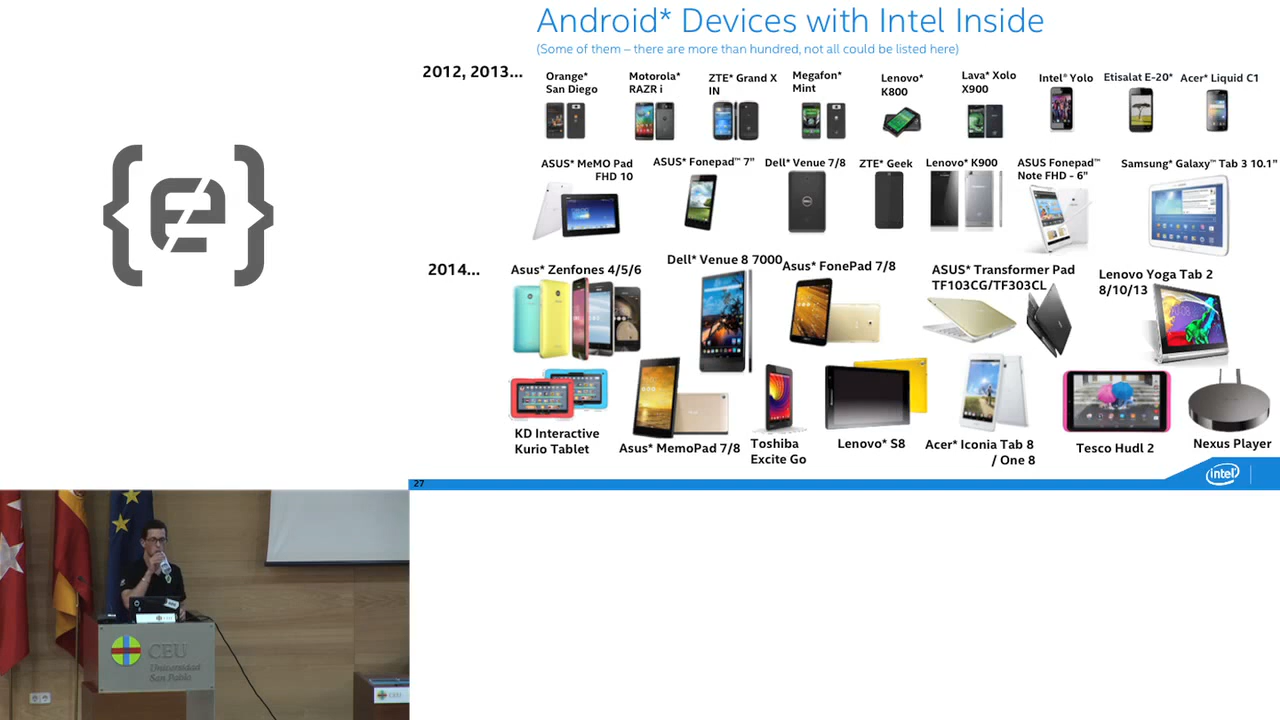 Android* Devices with Intel Inside
(Some of them – there are more than hundred, not all could be listed here)
2012, 2013...
Orange*
San Diego
Motorola*
RAZR i
ZTE* Grand X
IN
Megafon*
Mint
Lenovo*
K800
Lava* Xolo
X900
Intel® Yolo
Etisalat E-20*
Acer* Liquid C1
ASUS* MeMO Pad
FHD 10
ASUS* Fonepad™ 7”
Dell* Venue 7/8
ZTE* Geek
Lenovo* K900
ASUS Fonepad™
Note FHD - 6”
Samsung* Galaxy™ Tab 3 10.1"
2014...
Asus* Zenfones 4/5/6
Dell* Venue 8 7000
Asus* FonePad 7/8
ASUS* Transformer Pad
TF103CG/TF303CL
Lenovo Yoga Tab 2
8/10/13
KD Interactive
Kurio Tablet
Asus* MemoPad 7/8
Toshiba
Excite Go
Lenovo* S8
Acer* Iconia Tab 8
/ One 8
Tesco Hudl 2
Nexus Player
27
intel
CEU
Universidad
San Pablo
CEU